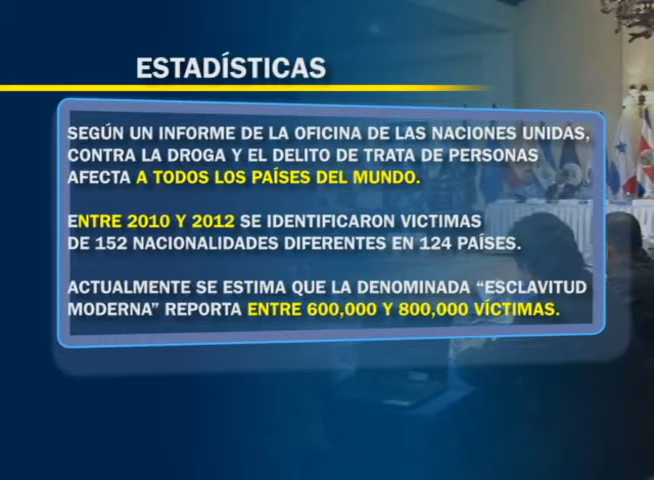 ESTADÍSTICAS
SEGÚN UN INFORME DE LA OFICINA DE LAS NACIONES UNIDAS,
CONTRA LA DROGA Y EL DELITO DE TRATA DE PERSONAS
AFECTA A TODOS LOS PAÍSES DEL MUNDO.
ENTRE 2010 Y 2012 SE IDENTIFICARON VICTIMAS
DE 152 NACIONALIDADES DIFERENTES EN 124 PAÍSES.
ACTUALMENTE SE ESTIMA QUE LA DENOMINADA “ESCLAVITUD
MODERNA” REPORTA ENTRE 600,000 Y 800,000 VÍCTIMAS.